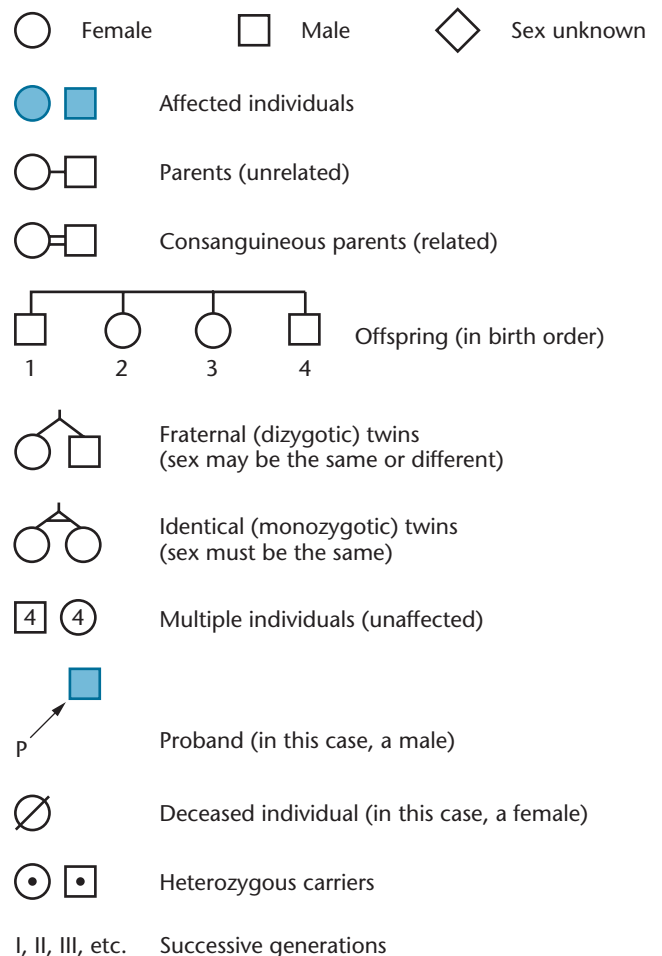 Female Male Sex unknown
Affected individuals
Parents (unrelated)
Consanguineous parents (related)
Offspring (in birth order)
1 2 3 4
Fraternal (dizygotic) twins
(sex may be the same or different)
Identical (monozygotic) twins
(sex must be the same)
4 4 Multiple individuals (unaffected)
P Proband (in this case, a male)
Deceased individual (in this case, a female)
Heterozygous carriers
I, II, III, etc. Successive generations